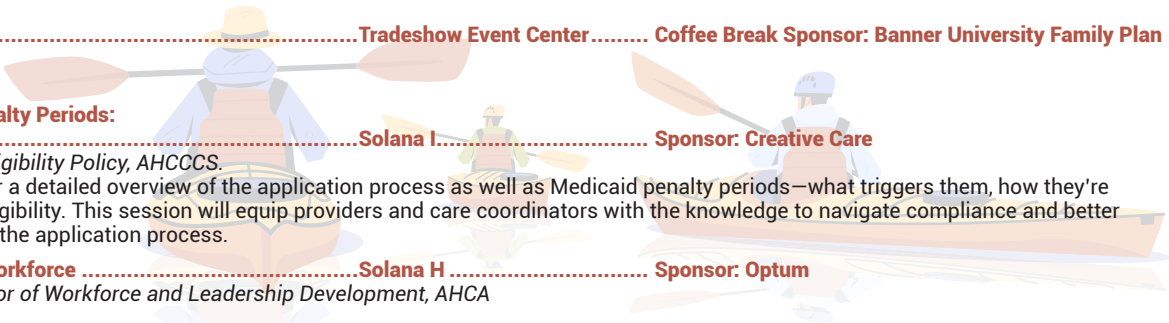 ........Tradeshow Event Center......... Coffee Break Sponsor: Banner University Family Plan
alty Periods:
........Solana I................................ Sponsor: Creative Care
igibility Policy, AHCCCS.
r a detailed overview of the application process as well as Medicaid penalty periods—what triggers them, how they're
gibility. This session will equip providers and care coordinators with the knowledge to navigate compliance and better
the application process.
orkforce ..........................................Solana H .............................. Sponsor: Optum
or of Workforce and Leadership Development, AHCA